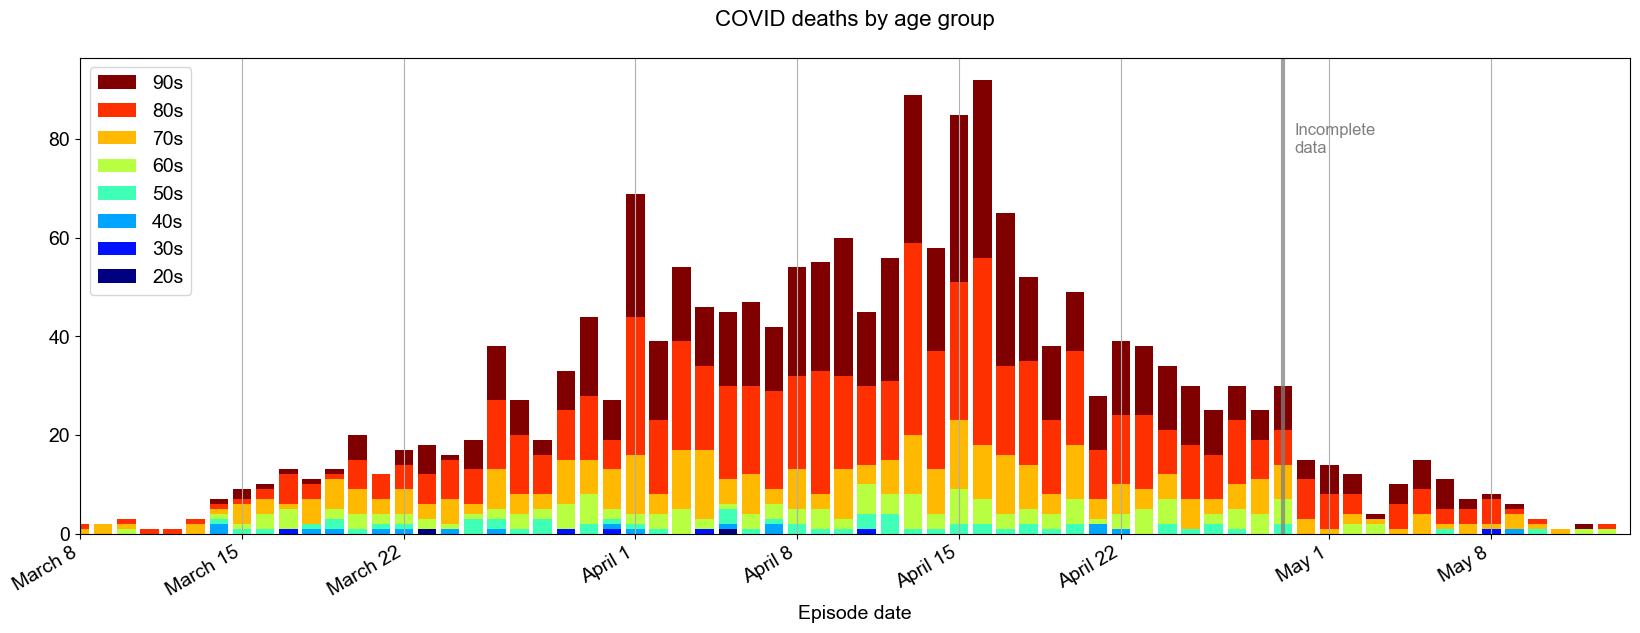 COVID deaths by age group
90s
80s
70s
60s
50s
40s
30s
20s
Incomplete
data
80
60
40
20
0
March 8
March 15
March 22
April 1
April 8
April 15
April 22
May 1
May 8
Episode date